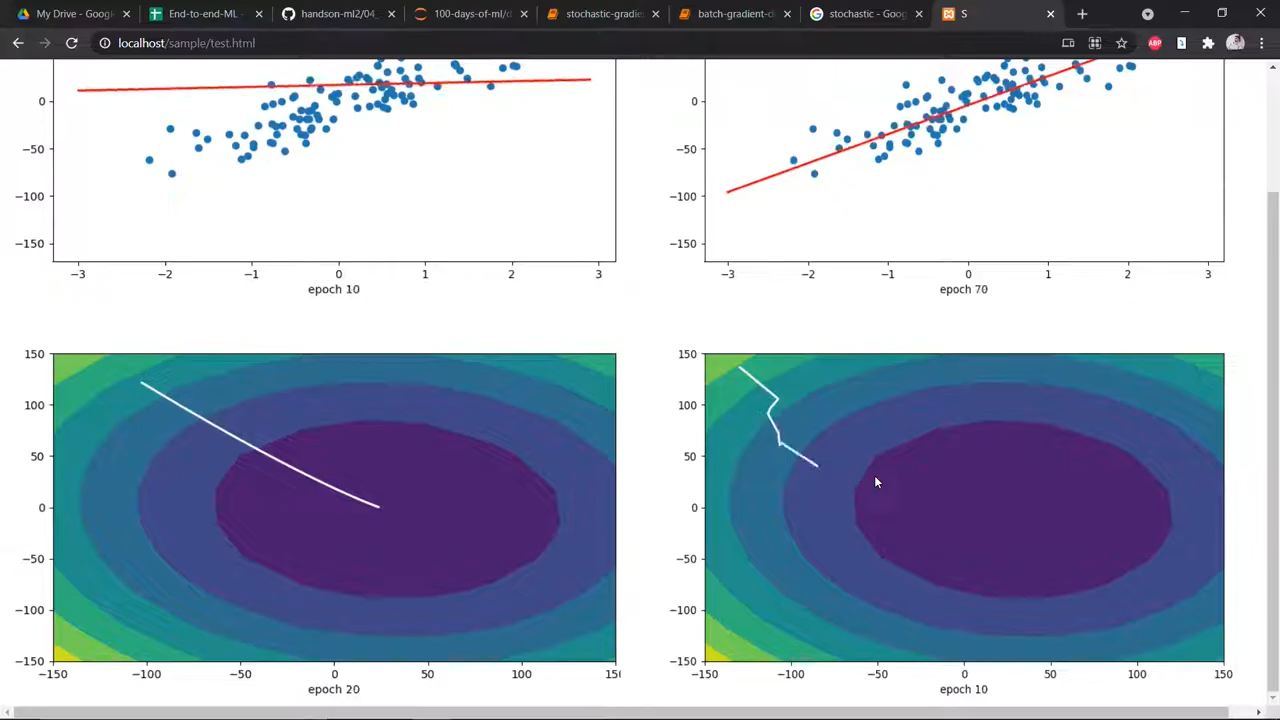 My Drive - Goo
End-to-end-ML
handson-ml2/04_
100-days-of-ml/
stochastic-gradie
batch-gradient-d
stochastic - Goog
S
localhost/sample/test.html
ABP
0
−50
−100
−150
−3 −2 −1 0 1 2 3
epoch 10
0
−50
−100
−150
−3 −2 −1 0 1 2 3
epoch 70
150
100
50
0
−50
−100
−150
−150 −100 −50 0 50 100 150
epoch 20
150
100
50
0
−50
−100
−150
−150 −100 −50 0 50 100 150
epoch 10